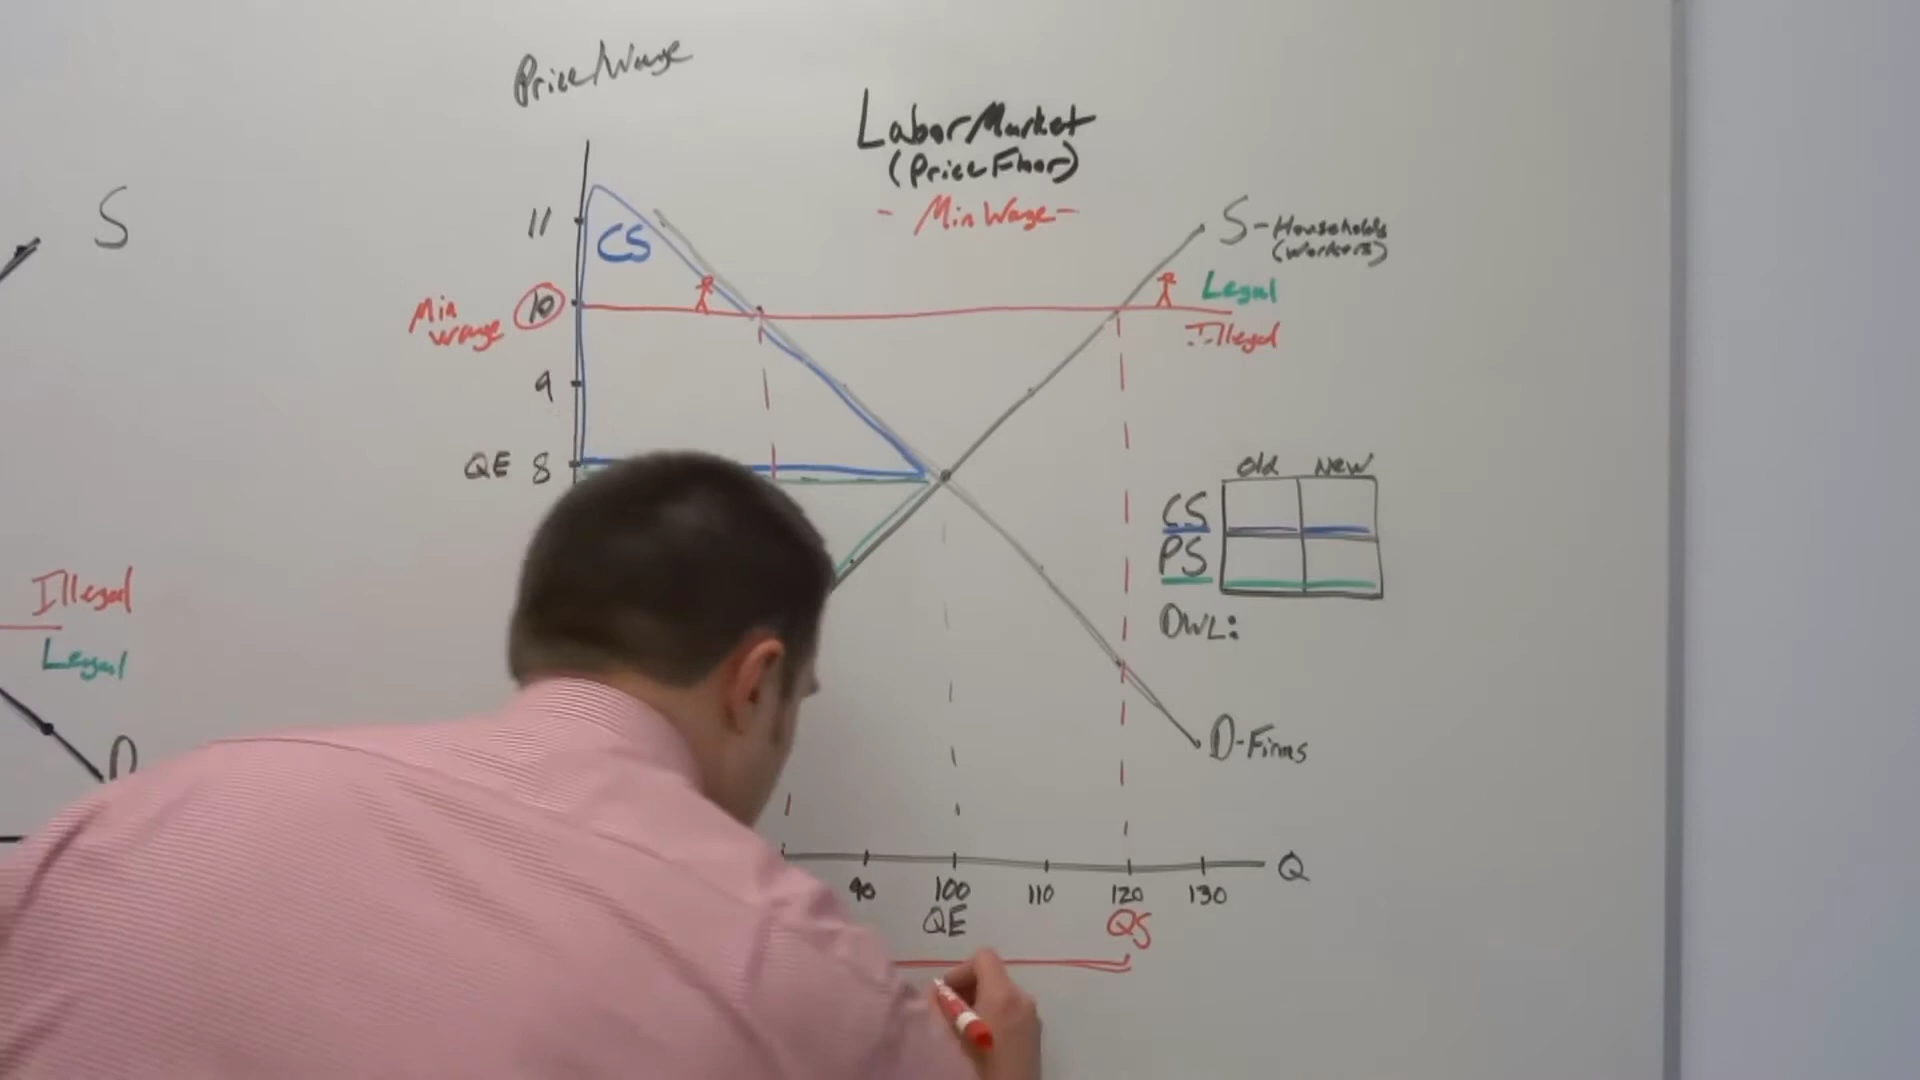 Price/Wage
Labor Market
(Price Floor)
- Min Wage -
S
11
CS
S - Households
(Workers)
Min
Wage
10
Legal
Illegal
9
QE 8
Old New
CS
PS
DWL:
Illegal
Legal
D
D - Firms
Q
90 100 110 120 130
QE QS